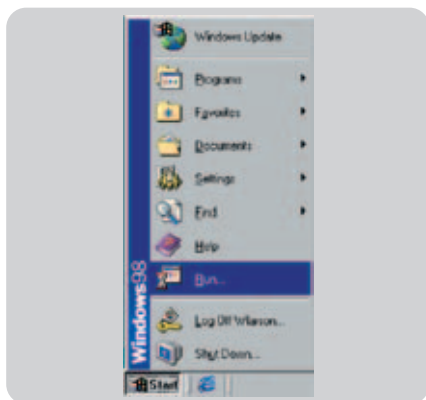 Windows Update
Programs
Favorites
Documents
Settings
Find
Help
Run...
Log Off
Shut Down...
Windows98
Start